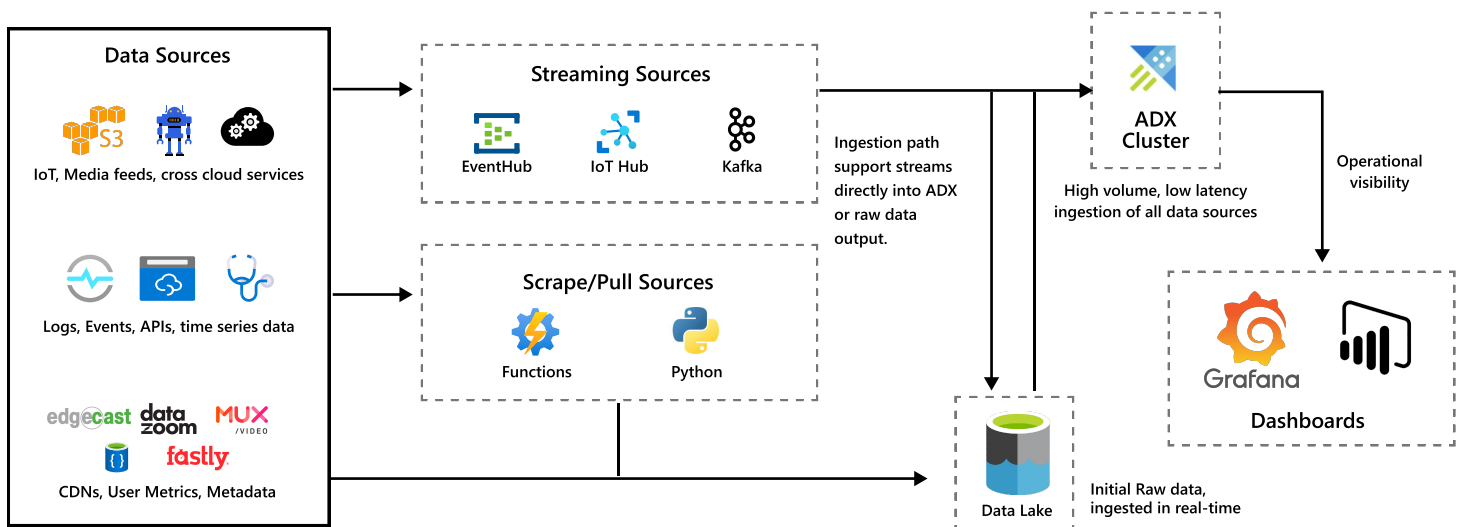 Data Sources
S3
IoT, Media feeds, cross cloud services
Logs, Events, APIs, time series data
edgecast
data
zoom
MUX
/VIDEO
{ }
fastly
CDNs, User Metrics, Metadata
Streaming Sources
EventHub
IoT Hub
Kafka
Scrape/Pull Sources
Functions
Python
Ingestion path
support streams
directly into ADX
or raw data
output.
ADX
Cluster
High volume, low latency
ingestion of all data sources
Operational
visibility
Grafana
Dashboards
Data Lake
Initial Raw data,
ingested in real-time